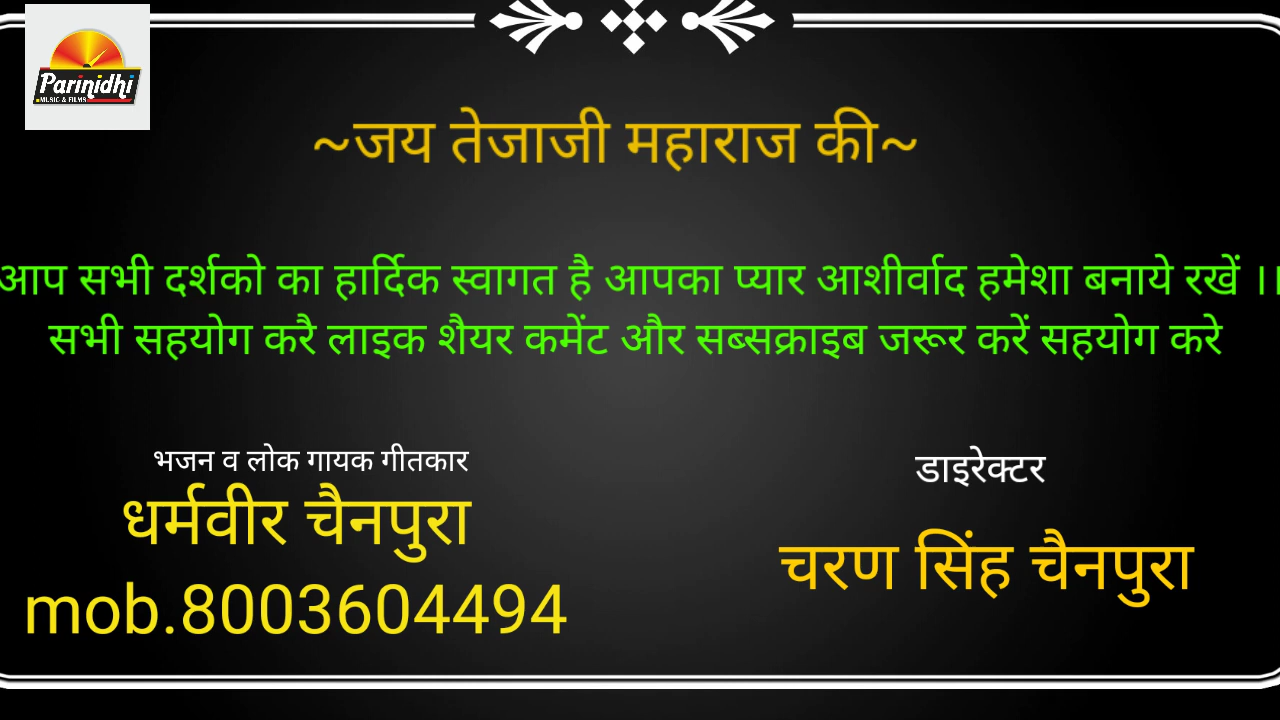 Parinidhi
MUSIC & FILMS
~जय तेजाजी महाराज की~
आप सभी दर्शको का हार्दिक स्वागत है आपका प्यार आशीर्वाद हमेशा बनाये रखें ।।
सभी सहयोग करै लाइक शैयर कमेंट और सब्सक्राइब जरूर करें सहयोग करे
भजन व लोक गायक गीतकार
धर्मवीर चैनपुरा
mob.8003604494
डाइरेक्टर
चरण सिंह चैनपुरा